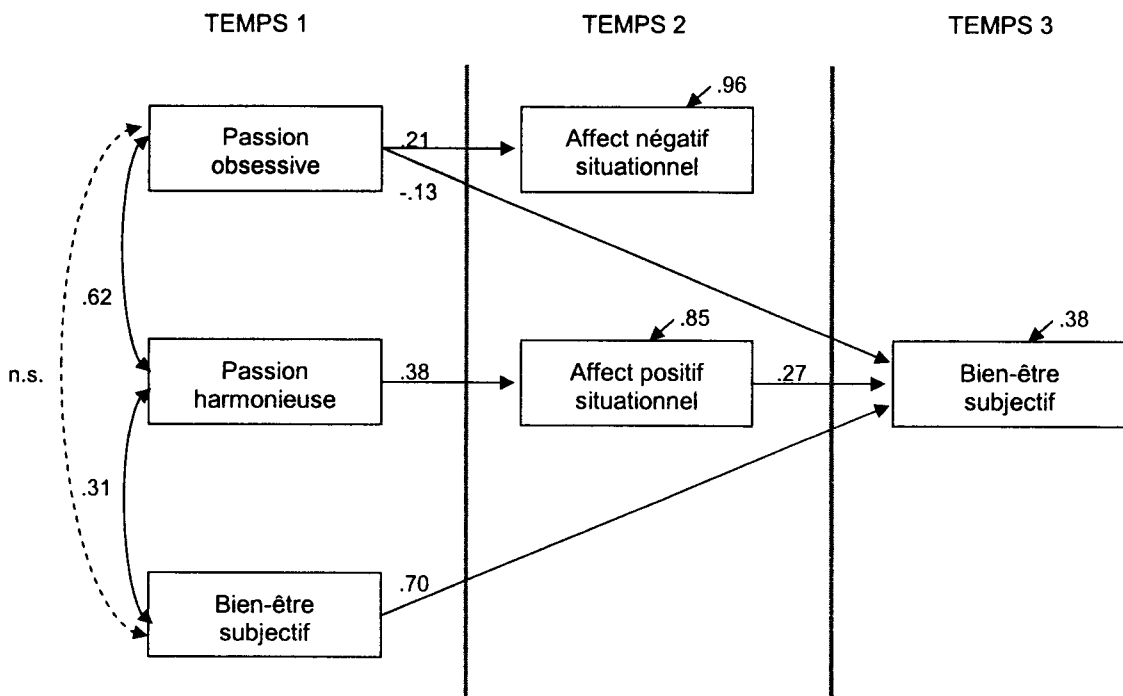 TEMPS 1
TEMPS 2
TEMPS 3
.96
Passion
obsessive
.21
Affect négatif
situationnel
-.13
.62
.85
.38
n.s.
Passion
harmonieuse
.38
Affect positif
situationnel
.27
Bien-être
subjectif
.31
.70
Bien-être
subjectif